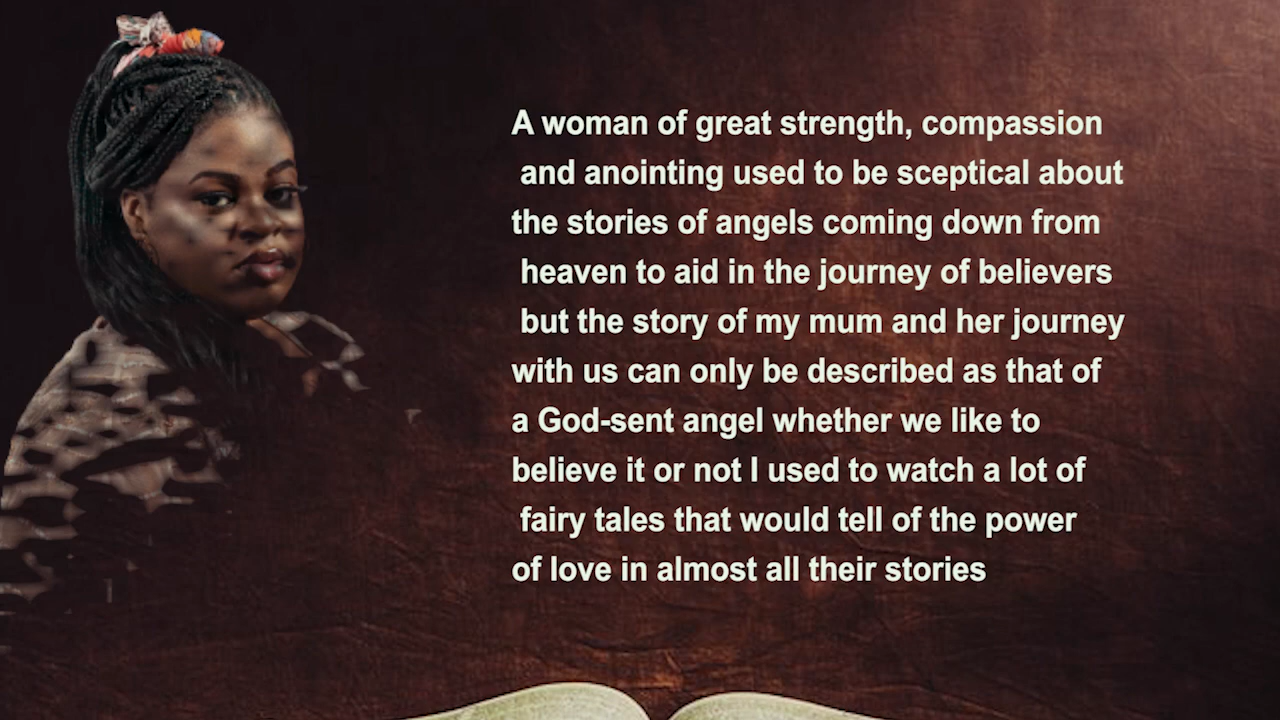 A woman of great strength, compassion
and anointing used to be sceptical about
the stories of angels coming down from
heaven to aid in the journey of believers
but the story of my mum and her journey
with us can only be described as that of
a God-sent angel whether we like to
believe it or not I used to watch a lot of
fairy tales that would tell of the power
of love in almost all their stories